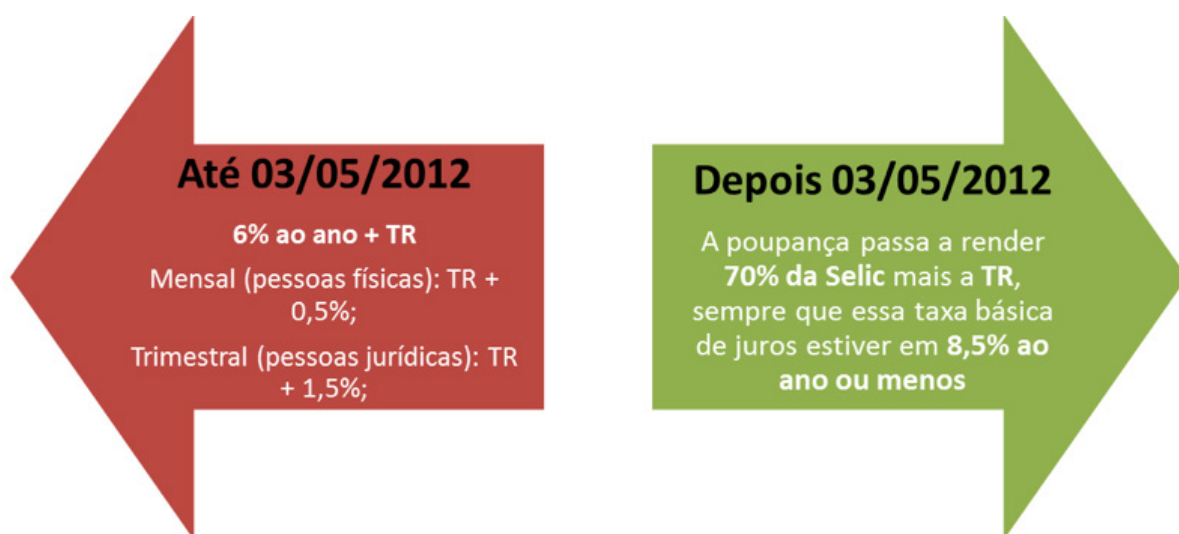 Até 03/05/2012
6% ao ano + TR
Mensal (pessoas físicas): TR +
0,5%;
Trimestral (pessoas jurídicas): TR
+ 1,5%;
Depois 03/05/2012
A poupança passa a render
70% da Selic mais a TR,
sempre que essa taxa básica
de juros estiver em 8,5% ao
ano ou menos